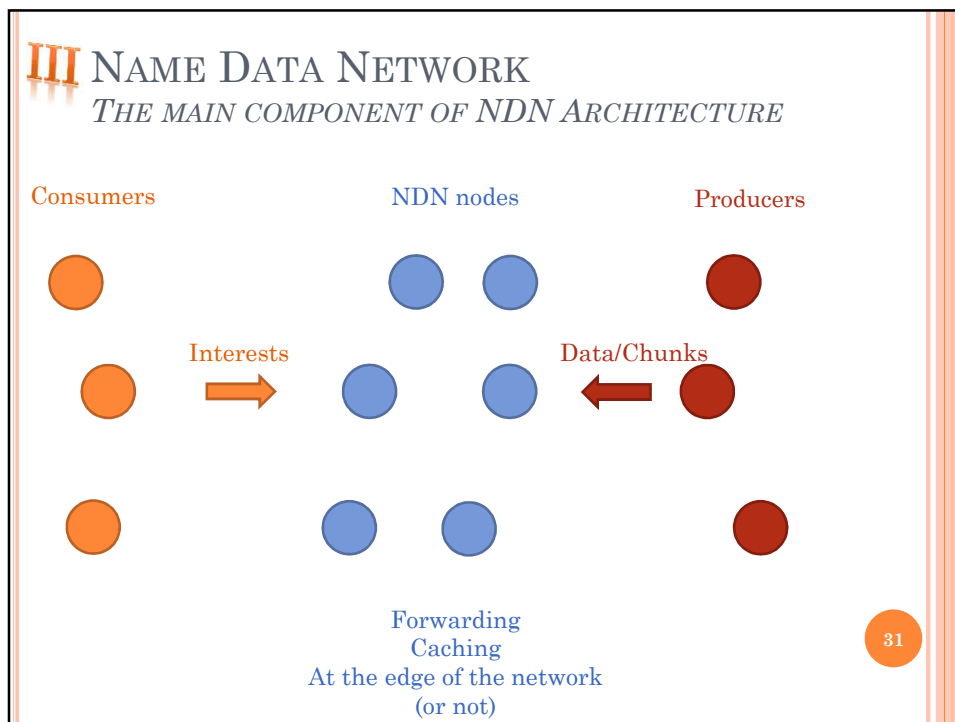 III NAME DATA NETWORK
THE MAIN COMPONENT OF NDN ARCHITECTURE
Consumers
NDN nodes
Producers
Interests
Data/Chunks
Forwarding
Caching
At the edge of the network
(or not)
31